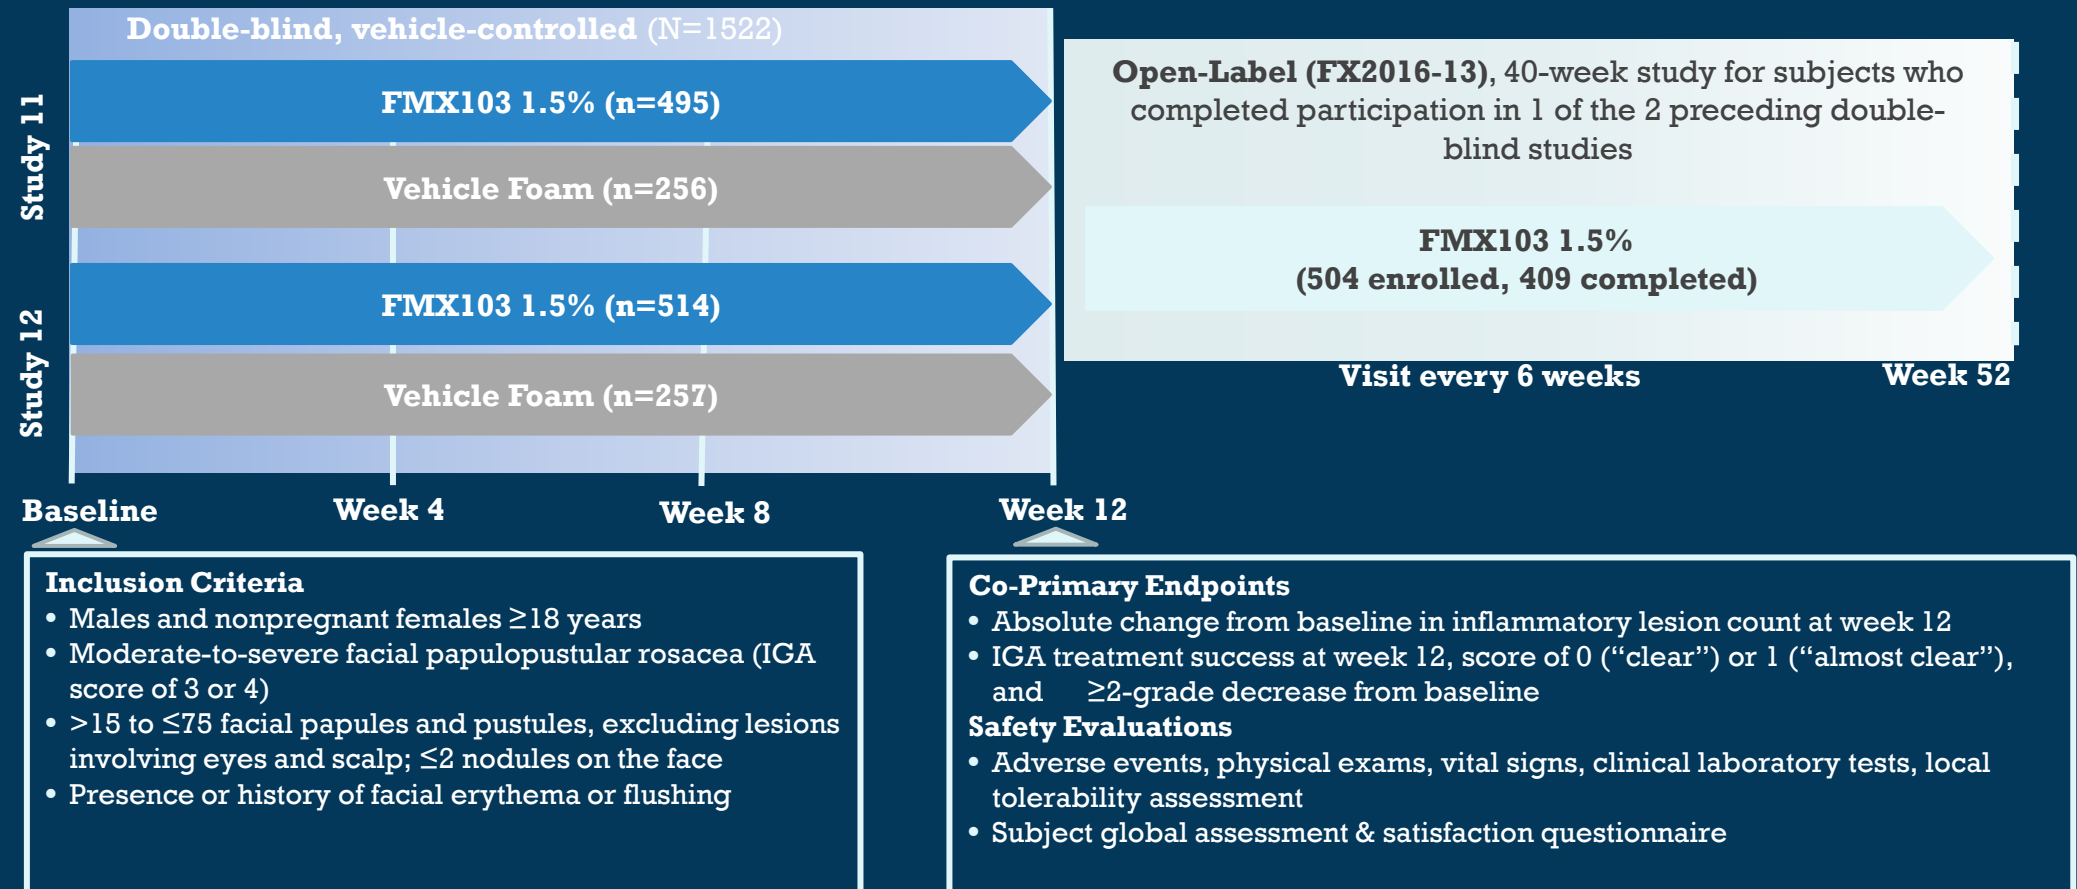 Double-blind, vehicle-controlled (N=1522)
Study 11
FMX103 1.5% (n=495)
Vehicle Foam (n=256)
Study 12
FMX103 1.5% (n=514)
Vehicle Foam (n=257)
Open-Label (FX2016-13), 40-week study for subjects who
completed participation in 1 of the 2 preceding double-
blind studies
FMX103 1.5%
(504 enrolled, 409 completed)
Visit every 6 weeks
Week 52
Baseline
Week 4
Week 8
Week 12
Inclusion Criteria
• Males and nonpregnant females ≥18 years
• Moderate-to-severe facial papulopustular rosacea (IGA
score of 3 or 4)
• >15 to ≤75 facial papules and pustules, excluding lesions
involving eyes and scalp; ≤2 nodules on the face
• Presence or history of facial erythema or flushing
Co-Primary Endpoints
• Absolute change from baseline in inflammatory lesion count at week 12
• IGA treatment success at week 12, score of 0 (“clear”) or 1 (“almost clear”),
and ≥2-grade decrease from baseline
Safety Evaluations
• Adverse events, physical exams, vital signs, clinical laboratory tests, local
tolerability assessment
• Subject global assessment & satisfaction questionnaire